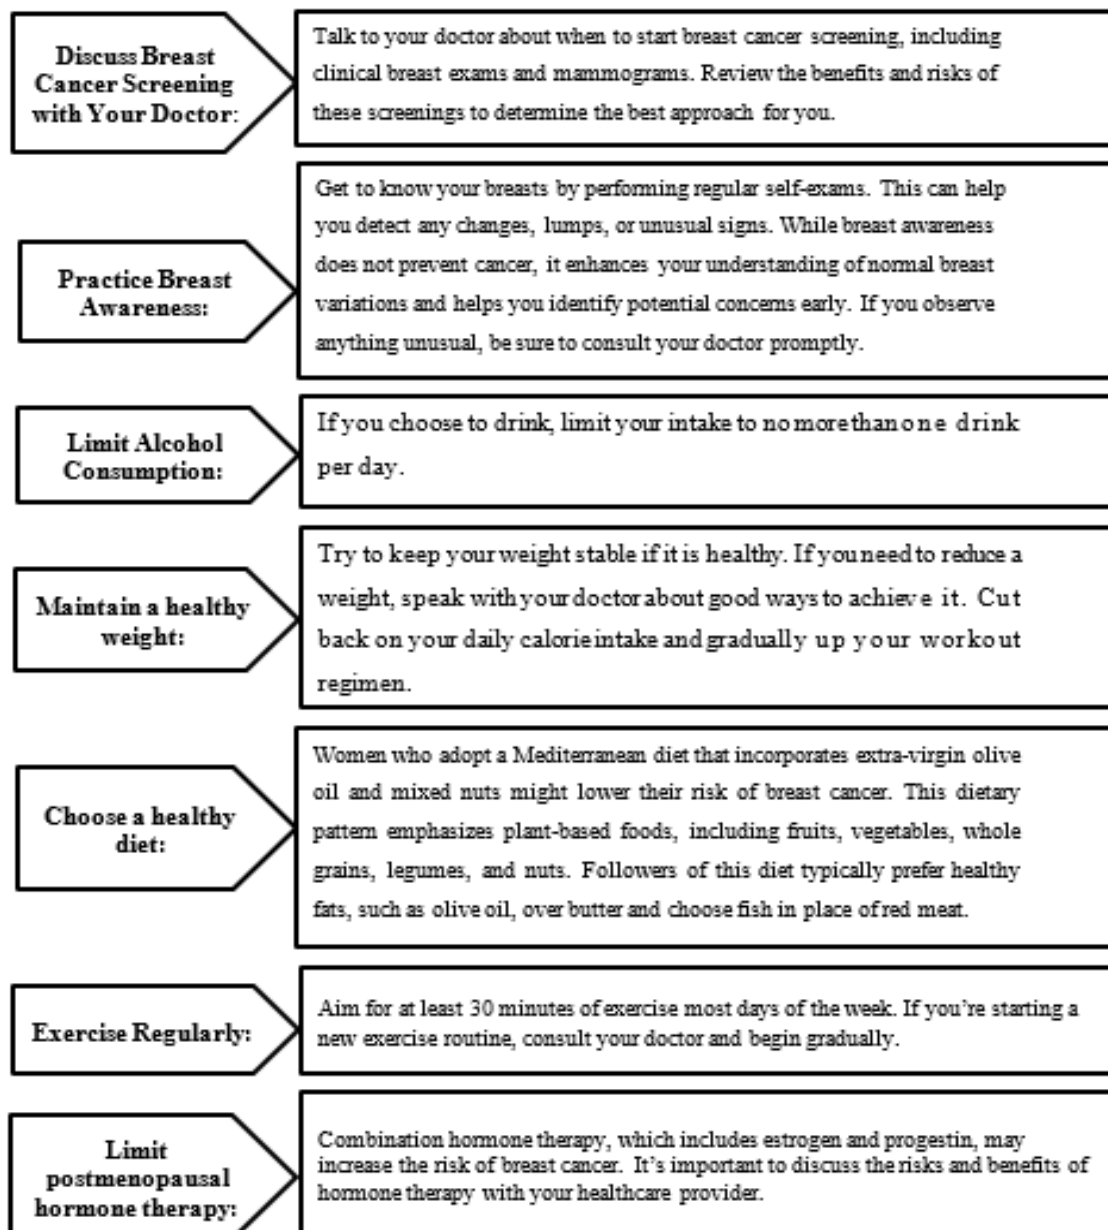 Discuss Breast
Cancer Screening
with Your Doctor:
Talk to your doctor about when to start breast cancer screening, including
clinical breast exams and mammograms. Review the benefits and risks of
these screenings to determine the best approach for you.
Practice Breast
Awareness:
Get to know your breasts by performing regular self-exams. This can help
you detect any changes, lumps, or unusual signs. While breast awareness
does not prevent cancer, it enhances your understanding of normal breast
variations and helps you identify potential concerns early. If you observe
anything unusual, be sure to consult your doctor promptly.
Limit Alcohol
Consumption:
If you choose to drink, limit your intake to no more than one drink
per day.
Maintain a healthy
weight:
Try to keep your weight stable if it is healthy. If you need to reduce a
weight, speak with your doctor about good ways to achieve it. Cut
back on your daily calorie intake and gradually up your workout
regimen.
Choose a healthy
diet:
Women who adopt a Mediterranean diet that incorporates extra-virgin olive
oil and mixed nuts might lower their risk of breast cancer. This dietary
pattern emphasizes plant-based foods, including fruits, vegetables, whole
grains, legumes, and nuts. Followers of this diet typically prefer healthy
fats, such as olive oil, over butter and choose fish in place of red meat.
Exercise Regularly:
Aim for at least 30 minutes of exercise most days of the week. If you’re starting a
new exercise routine, consult your doctor and begin gradually.
Limit
postmenopausal
hormone therapy:
Combination hormone therapy, which includes estrogen and progestin, may
increase the risk of breast cancer. It’s important to discuss the risks and benefits of
hormone therapy with your healthcare provider.